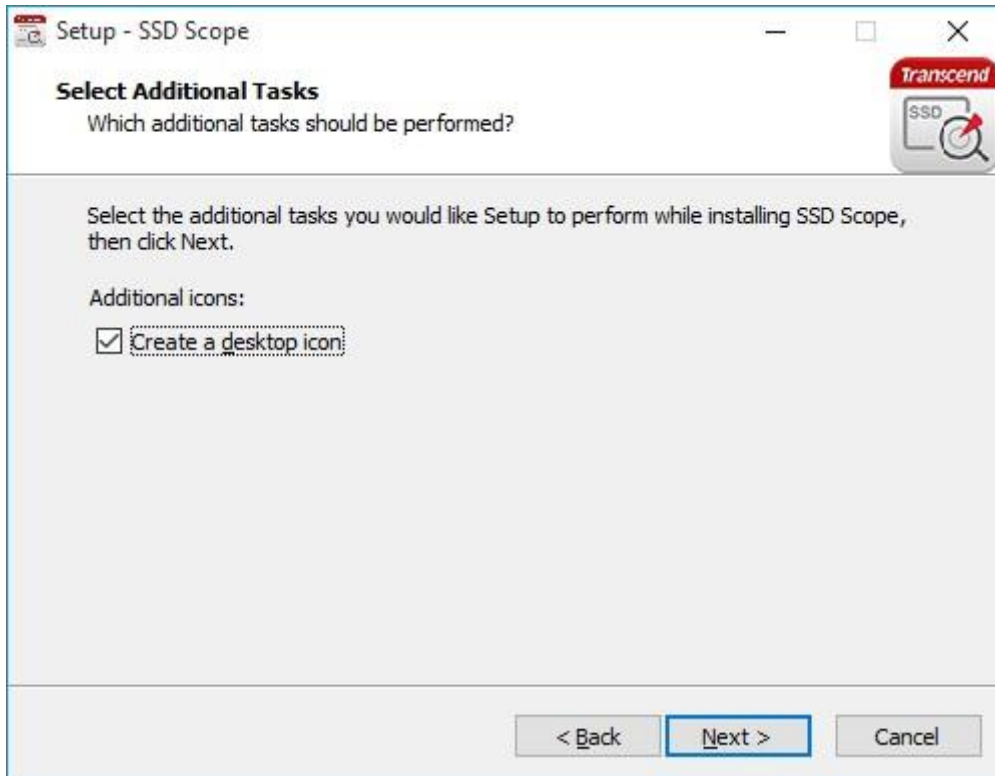 Setup - SSD Scope
Select Additional Tasks
Which additional tasks should be performed?
Transcend
SSD
Select the additional tasks you would like Setup to perform while installing SSD Scope,
then click Next.
Additional icons:
Create a desktop icon
< Back
Next >
Cancel